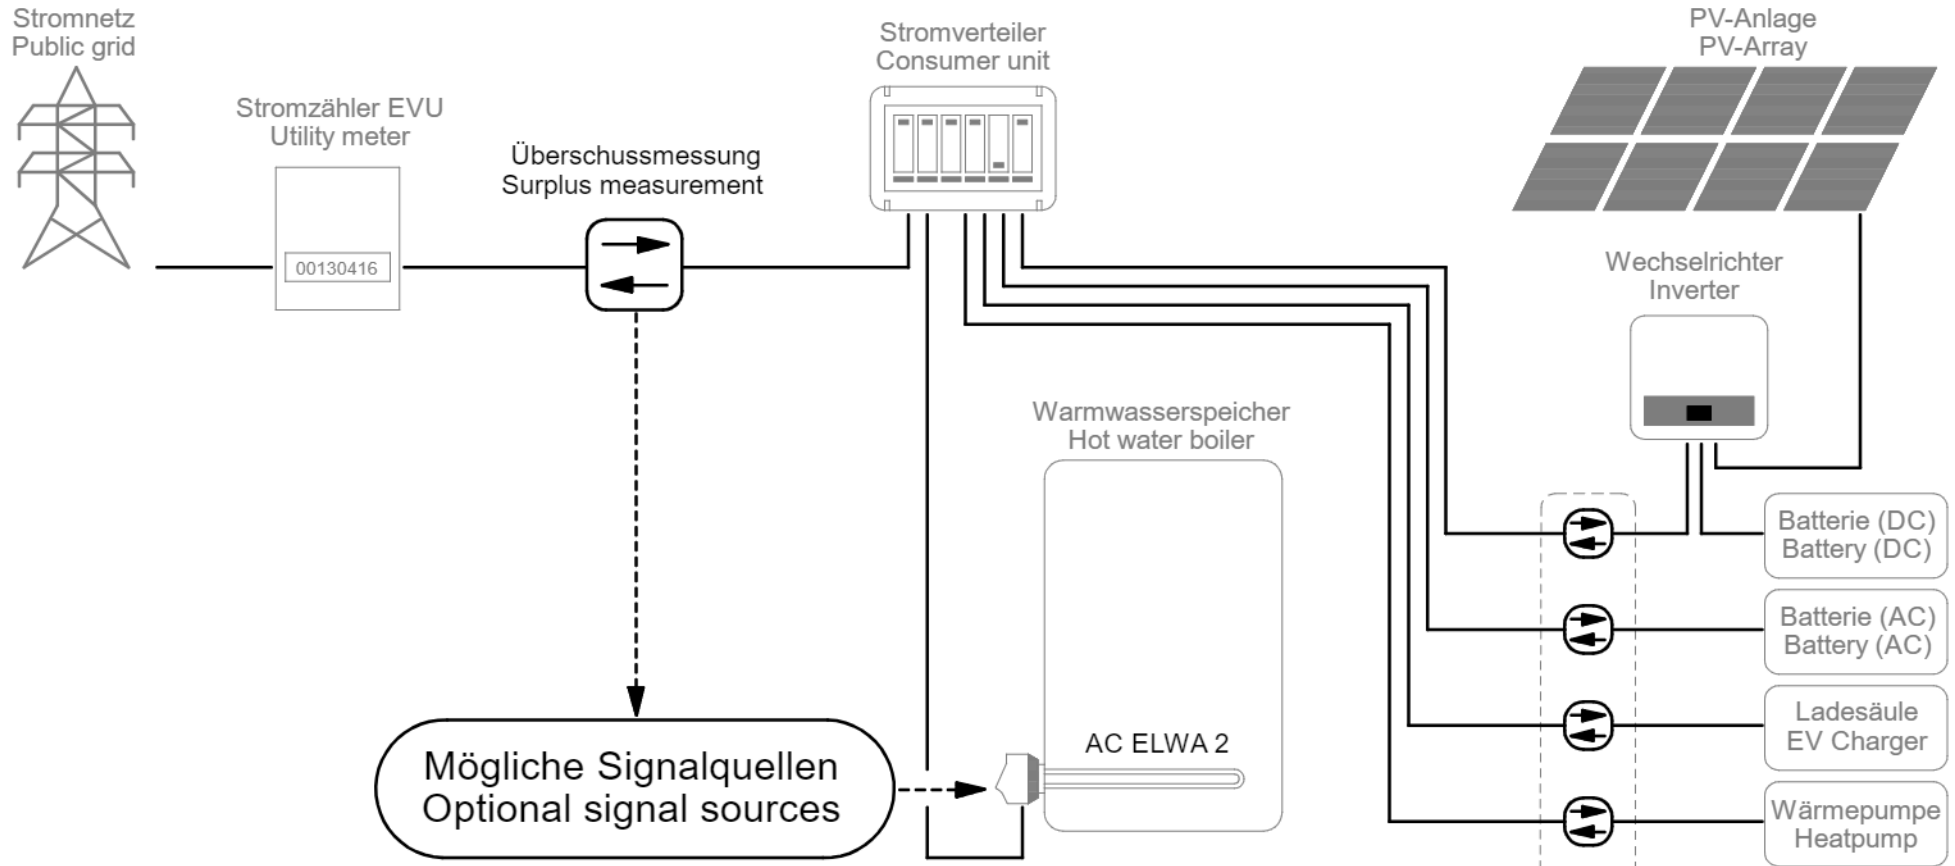 Stromnetz
Public grid
Stromzähler EVU
Utility meter
00130416
Überschussmessung
Surplus measurement
Stromverteiler
Consumer unit
PV-Anlage
PV-Array
Wechselrichter
Inverter
Warmwasserspeicher
Hot water boiler
AC ELWA 2
Mögliche Signalquellen
Optional signal sources
Batterie (DC)
Battery (DC)
Batterie (AC)
Battery (AC)
Ladesäule
EV Charger
Wärmepumpe
Heatpump